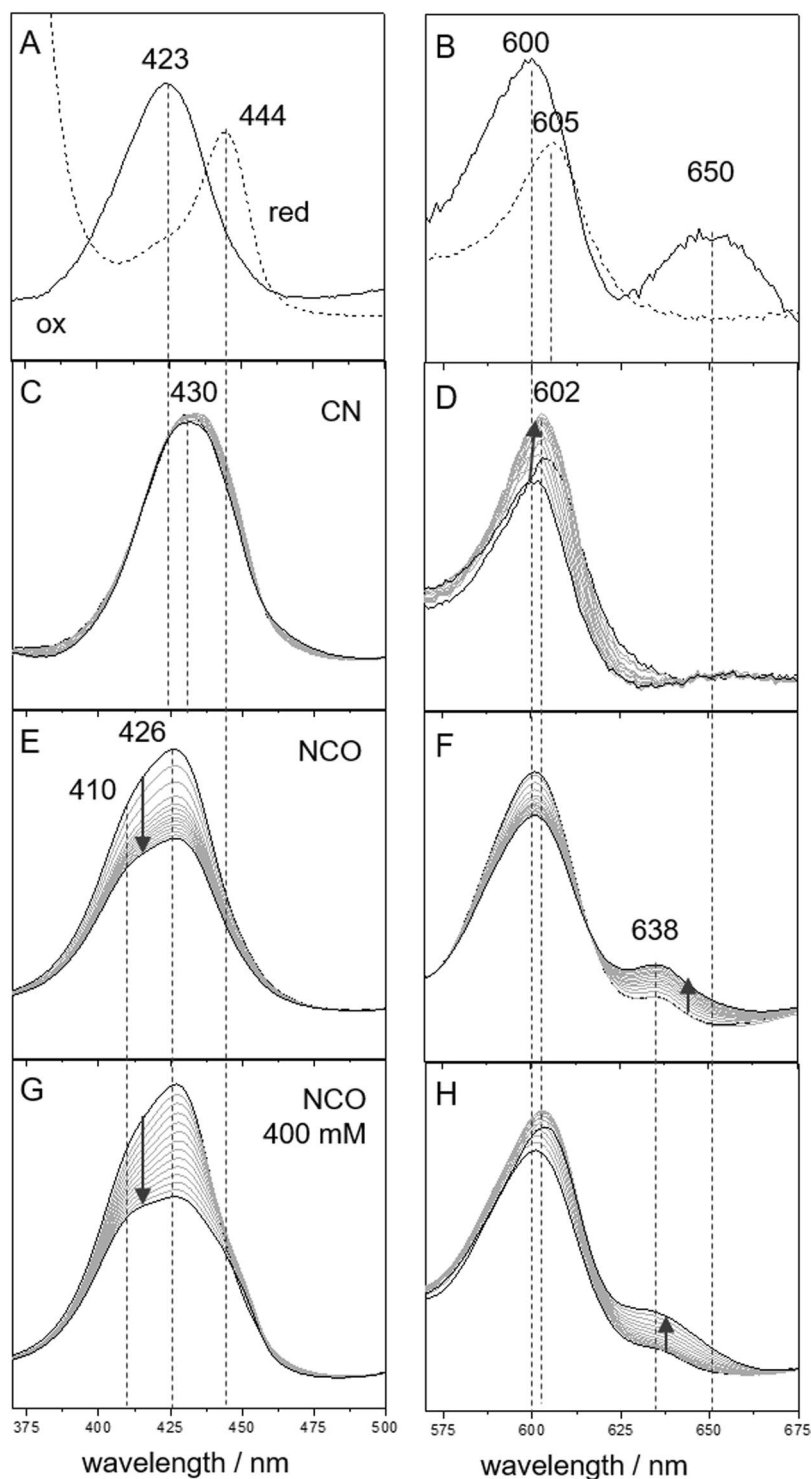 A
423
444
red
ox
B
600
605
650
C
430
CN
D
602
E
426
NCO
410
F
638
G
NCO
400 mM
H
375 400 425 450 475 500
wavelength / nm
575 600 625 650 675
wavelength / nm